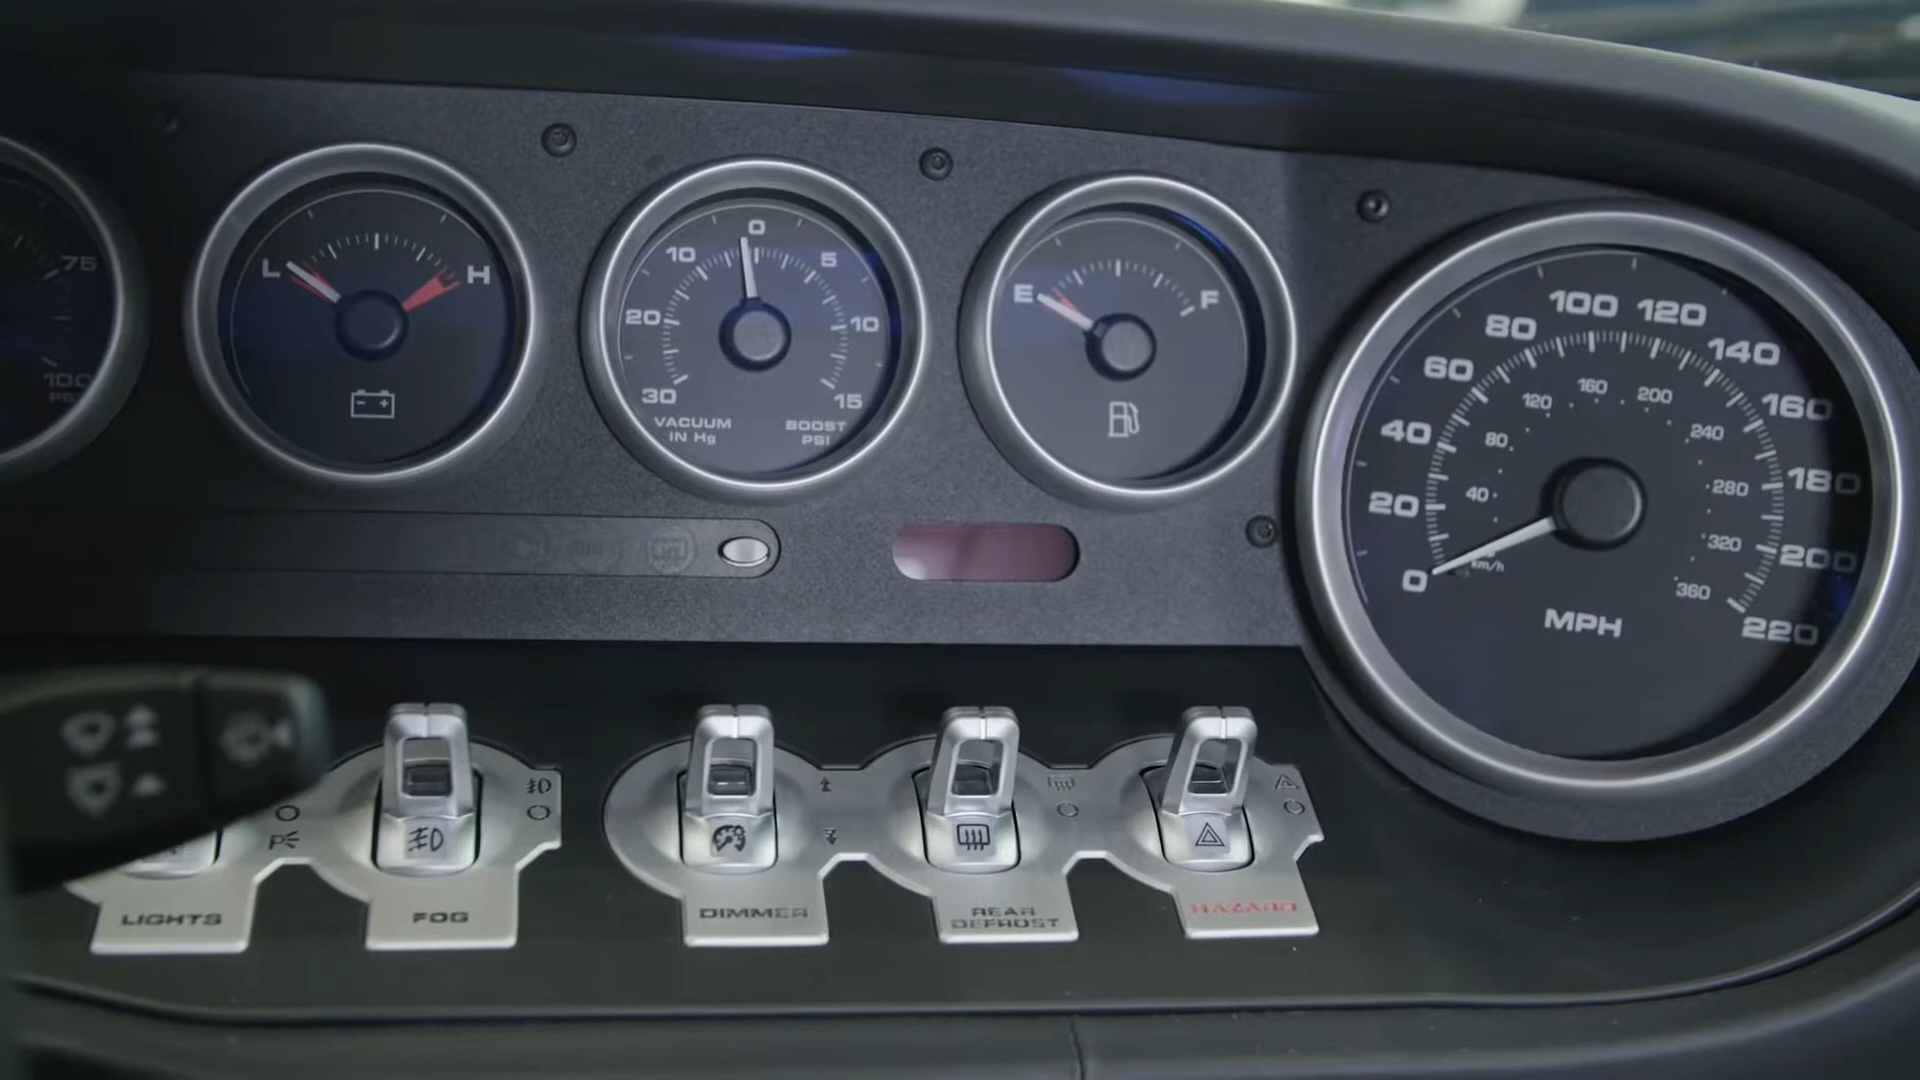 75
100
PSI
L
H
0
10
5
20
10
30
15
VACUUM
IN Hg
BOOST
PSI
E
F
100
120
80
140
60
160
40
180
20
200
0
220
160
200
120
240
80
280
40
320
km/h
360
MPH
P
LIGHTS
FOG
DIMMER
REAR
DEFROST
HAZARD